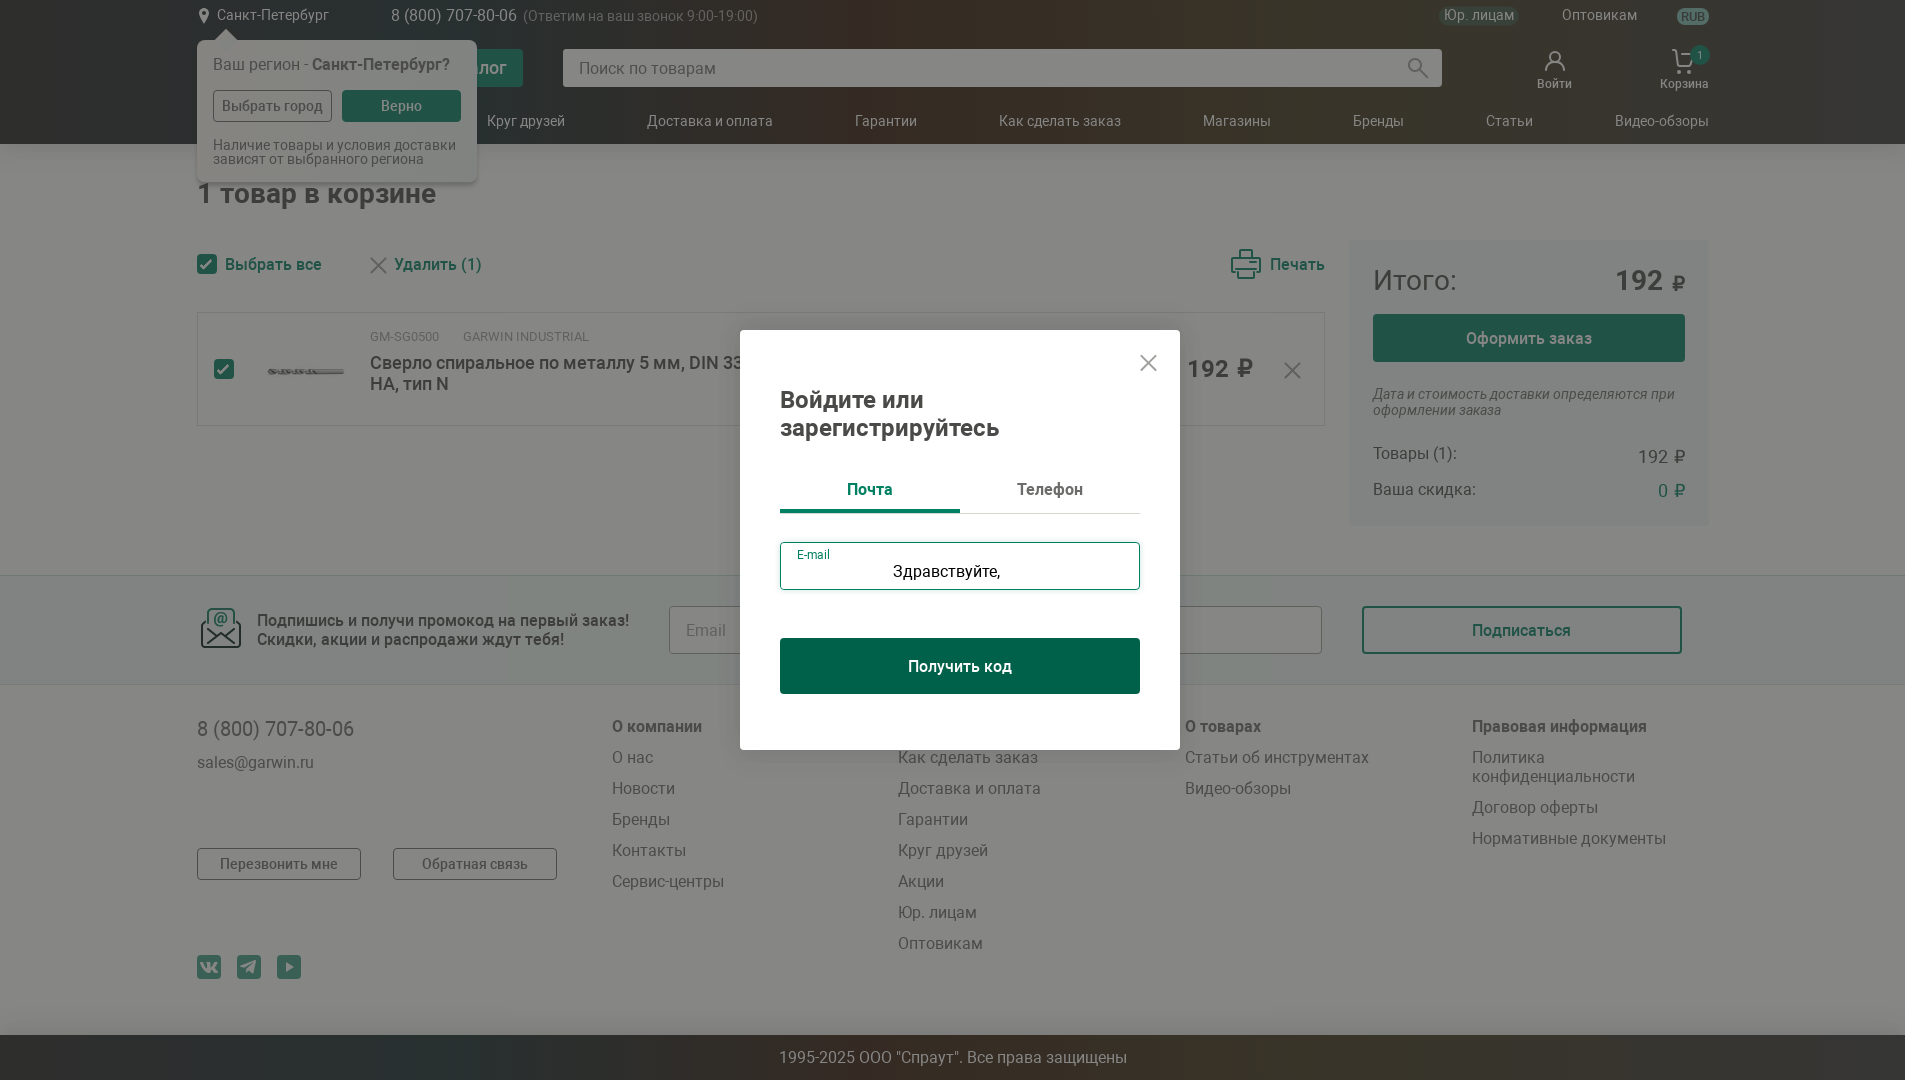 Санкт-Петербург
8 (800) 707-80-06 (Ответим на ваш звонок 9:00-19:00)
Юр. лицам
Оптовикам
RUB
Ваш регион - Санкт-Петербург?
Выбрать город
Верно
Наличие товары и условия доставки
зависят от выбранного региона
Поиск по товарам
Войти
1
Корзина
Круг друзей
Доставка и оплата
Гарантии
Как сделать заказ
Магазины
Бренды
Статьи
Видео-обзоры
1 товар в корзине
Выбрать все
Удалить (1)
Печать
GM-SG0500
GARWIN INDUSTRIAL
Сверло спиральное по металлу 5 мм, DIN
НА, тип N
192 ₽
Итого:
192 ₽
Оформить заказ
Дата и стоимость доставки определяются при
оформлении заказа
Товары (1):
192 ₽
Ваша скидка:
0 ₽
Войдите или
зарегистрируйтесь
Почта
Телефон
E-mail
Здравствуйте,
Получить код
Подпишись и получи промокод на первый заказ!
Скидки, акции и распродажи ждут тебя!
Email
Подписаться
8 (800) 707-80-06
sales@garwin.ru
Перезвонить мне
Обратная связь
О компании
О нас
Новости
Бренды
Контакты
Сервис-центры
Как сделать заказ
Доставка и оплата
Гарантии
Круг друзей
Акции
Юр. лицам
Оптовикам
О товарах
Статьи об инструментах
Видео-обзоры
Правовая информация
Политика
конфиденциальности
Договор оферты
Нормативные документы
1995-2025 ООО "Спраут". Все права защищены